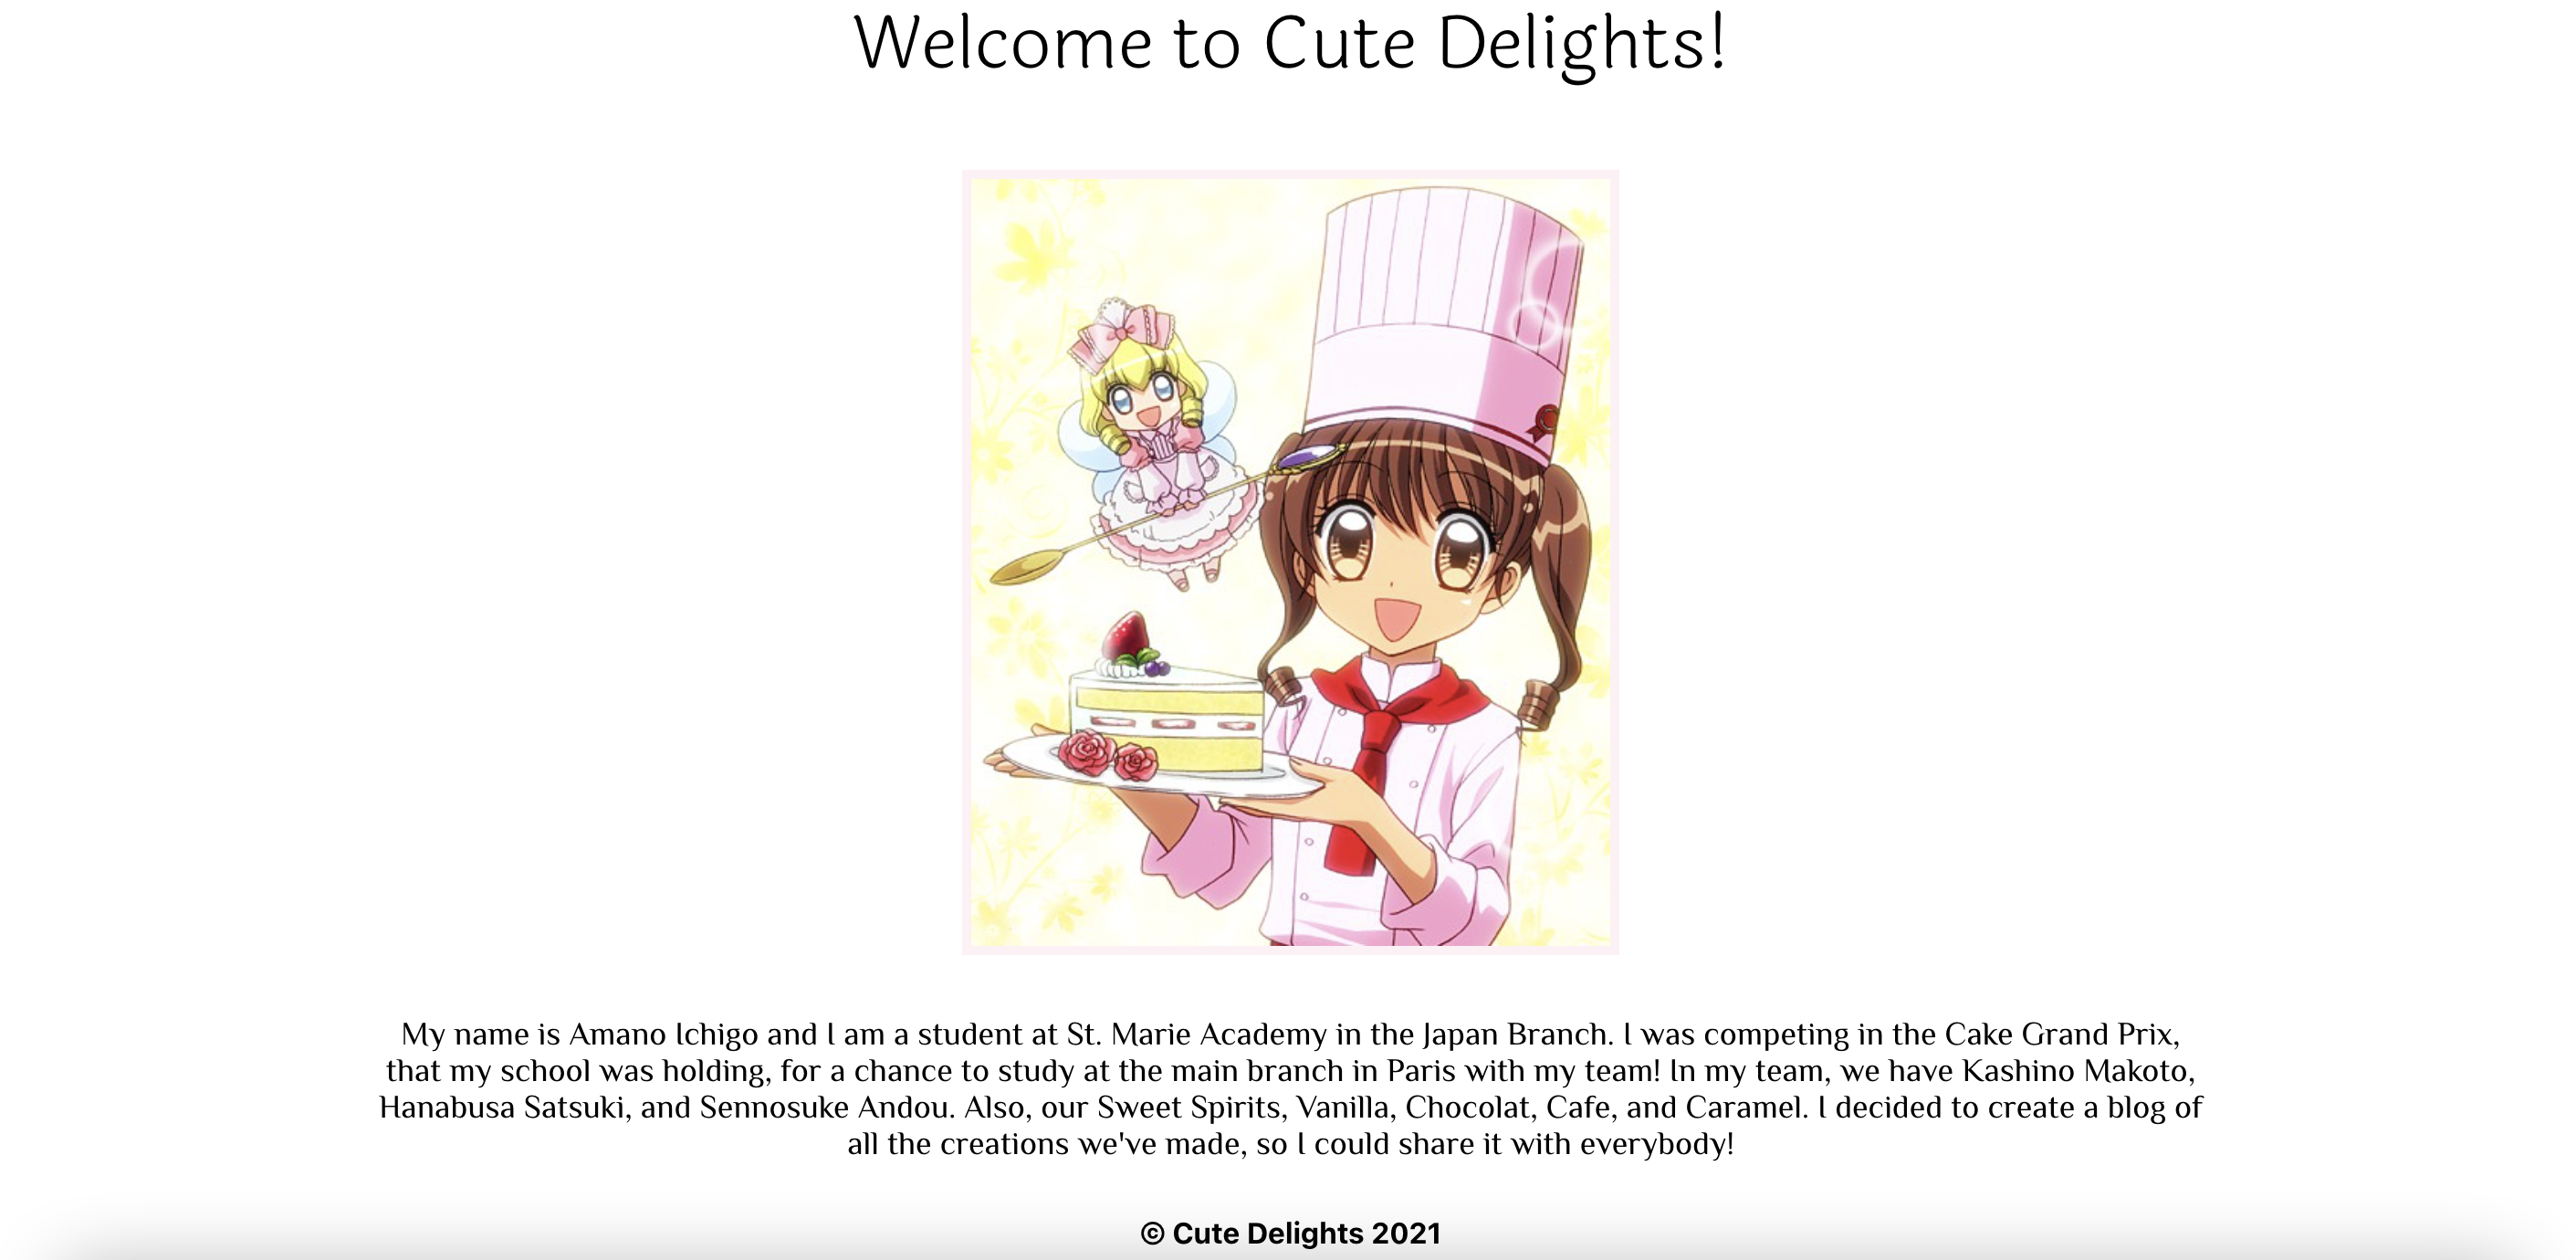 Welcome to Cute Delights!
My name is Amano Ichigo and I am a student at St. Marie Academy in the Japan Branch. I was competing in the Cake Grand Prix,
that my school was holding, for a chance to study at the main branch in Paris with my team! In my team, we have Kashino Makoto,
Hanabusa Satsuki, and Sennosuke Andou. Also, our Sweet Spirits, Vanilla, Chocolat, Cafe, and Caramel. I decided to create a blog of
all the creations we've made, so I could share it with everybody!
© Cute Delights 2021